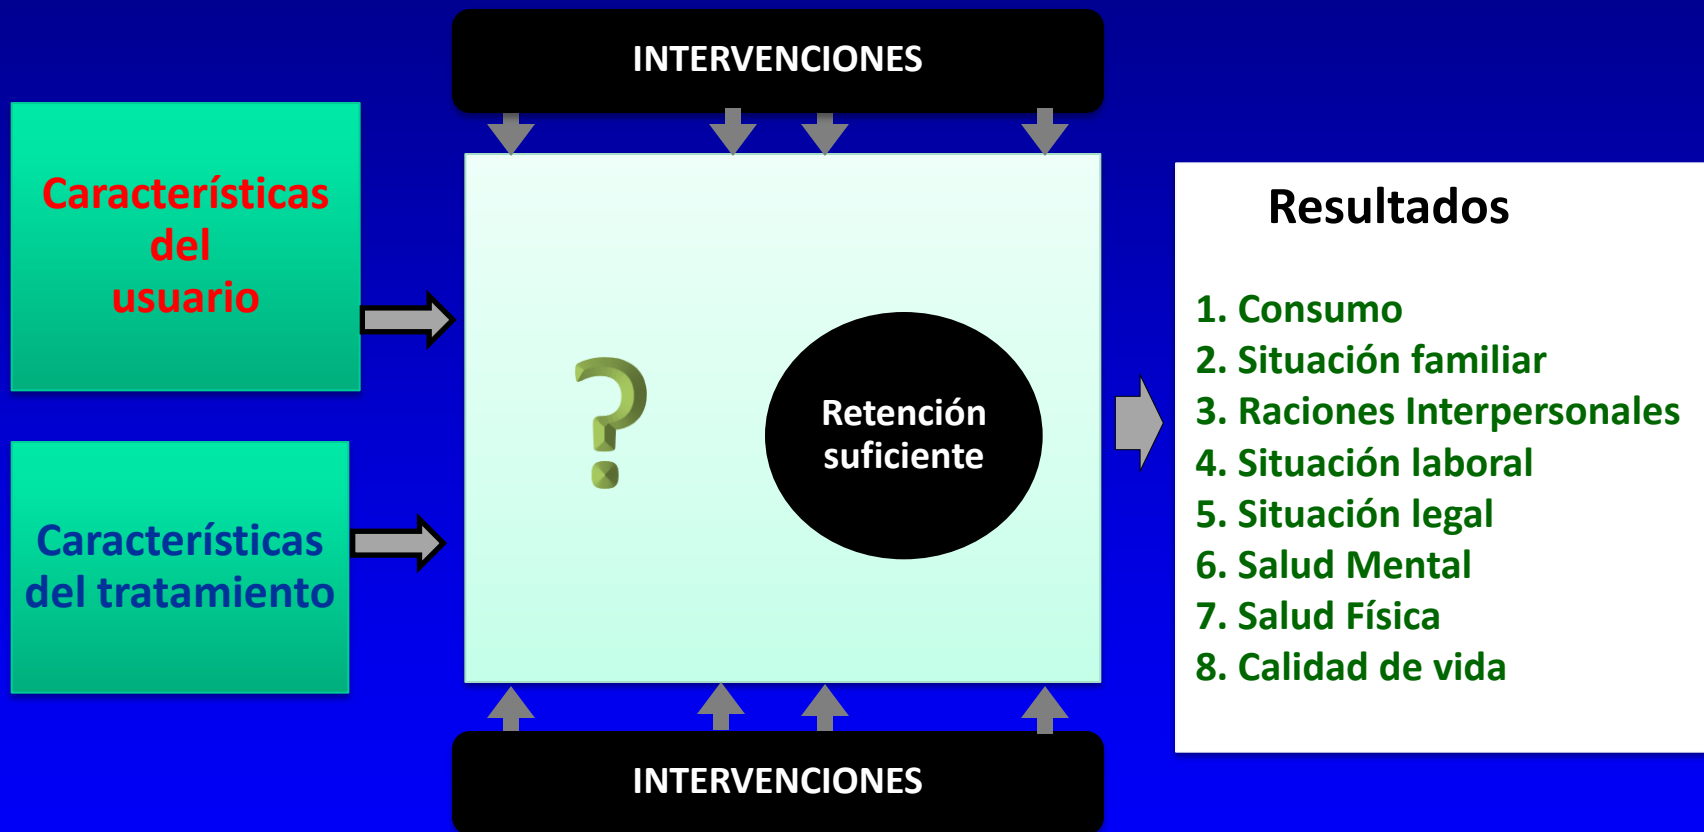 INTERVENCIONES
Características
del
usuario
Características
del tratamiento
?
Retención
suficiente
INTERVENCIONES
Resultados
1. Consumo
2. Situación familiar
3. Raciones Interpersonales
4. Situación laboral
5. Situación legal
6. Salud Mental
7. Salud Física
8. Calidad de vida